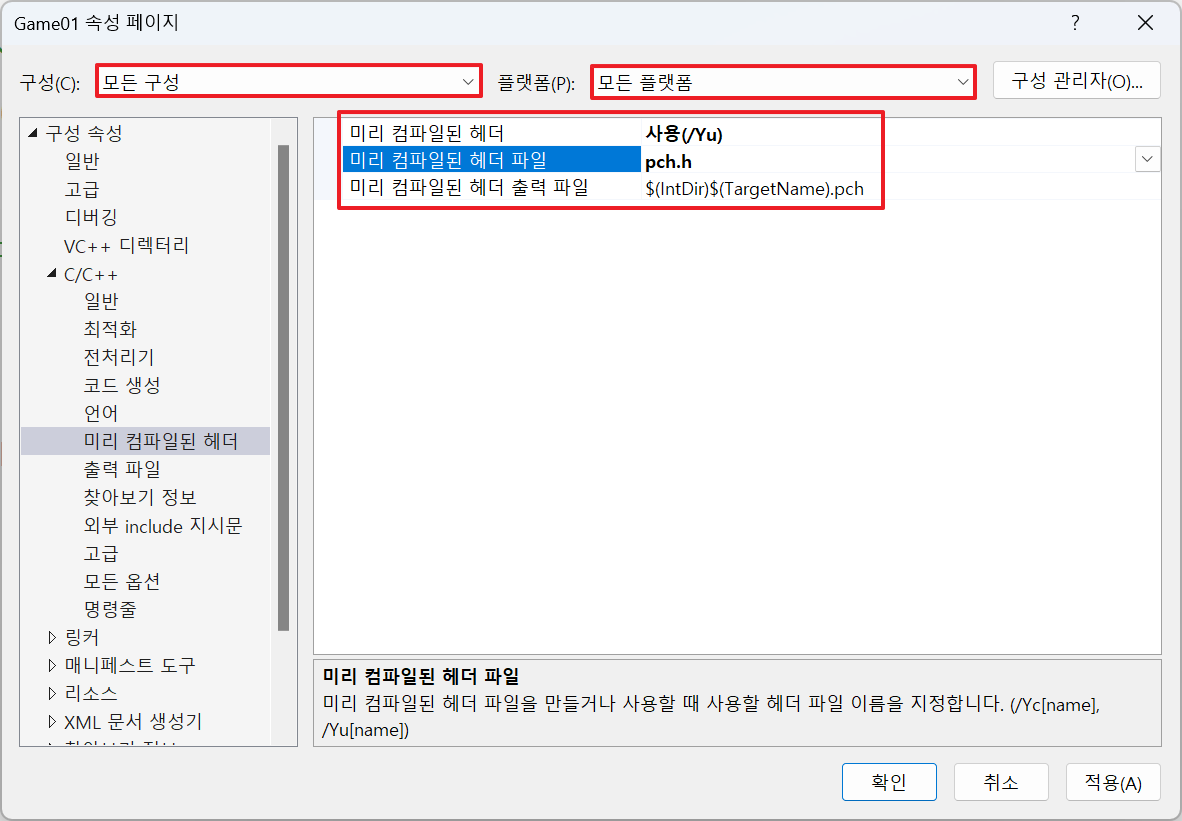 Game01 속성 페이지
?
구성(C): 모든 구성 플랫폼(P): 모든 플랫폼 구성 관리자(O)...
구성 속성
일반
고급
디버깅
VC++ 디렉터리
C/C++
일반
최적화
전처리기
코드 생성
언어
미리 컴파일된 헤더
출력 파일
찾아보기 정보
외부 include 지시문
고급
모든 옵션
명령줄
링커
매니페스트 도구
리소스
XML 문서 생성기
미리 컴파일된 헤더 사용(/Yu)
미리 컴파일된 헤더 파일 pch.h
미리 컴파일된 헤더 출력 파일 $(IntDir)$(TargetName).pch
미리 컴파일된 헤더 파일
미리 컴파일된 헤더 파일을 만들거나 사용할 때 사용할 헤더 파일 이름을 지정합니다. (/Yc[name],
/Yu[name])
확인 취소 적용(A)